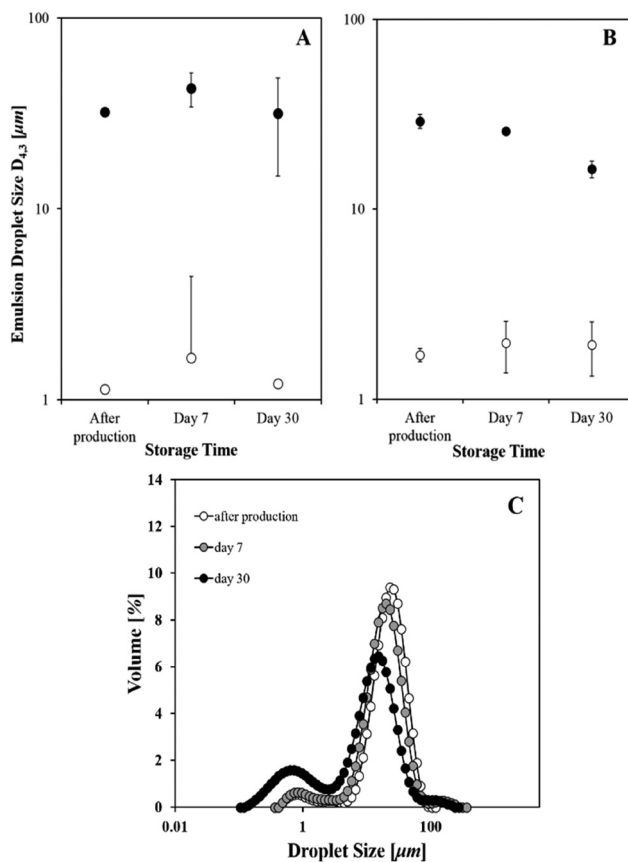 A
B
Emulsion Droplet Size D4,3 [µm]
100
10
1
After
production
Day 7
Day 30
Storage Time
100
10
1
After
production
Day 7
Day 30
Storage Time
C
after production
day 7
day 30
Volume [%]
14
12
10
8
6
4
2
0
0.01
1
100
Droplet Size [µm]